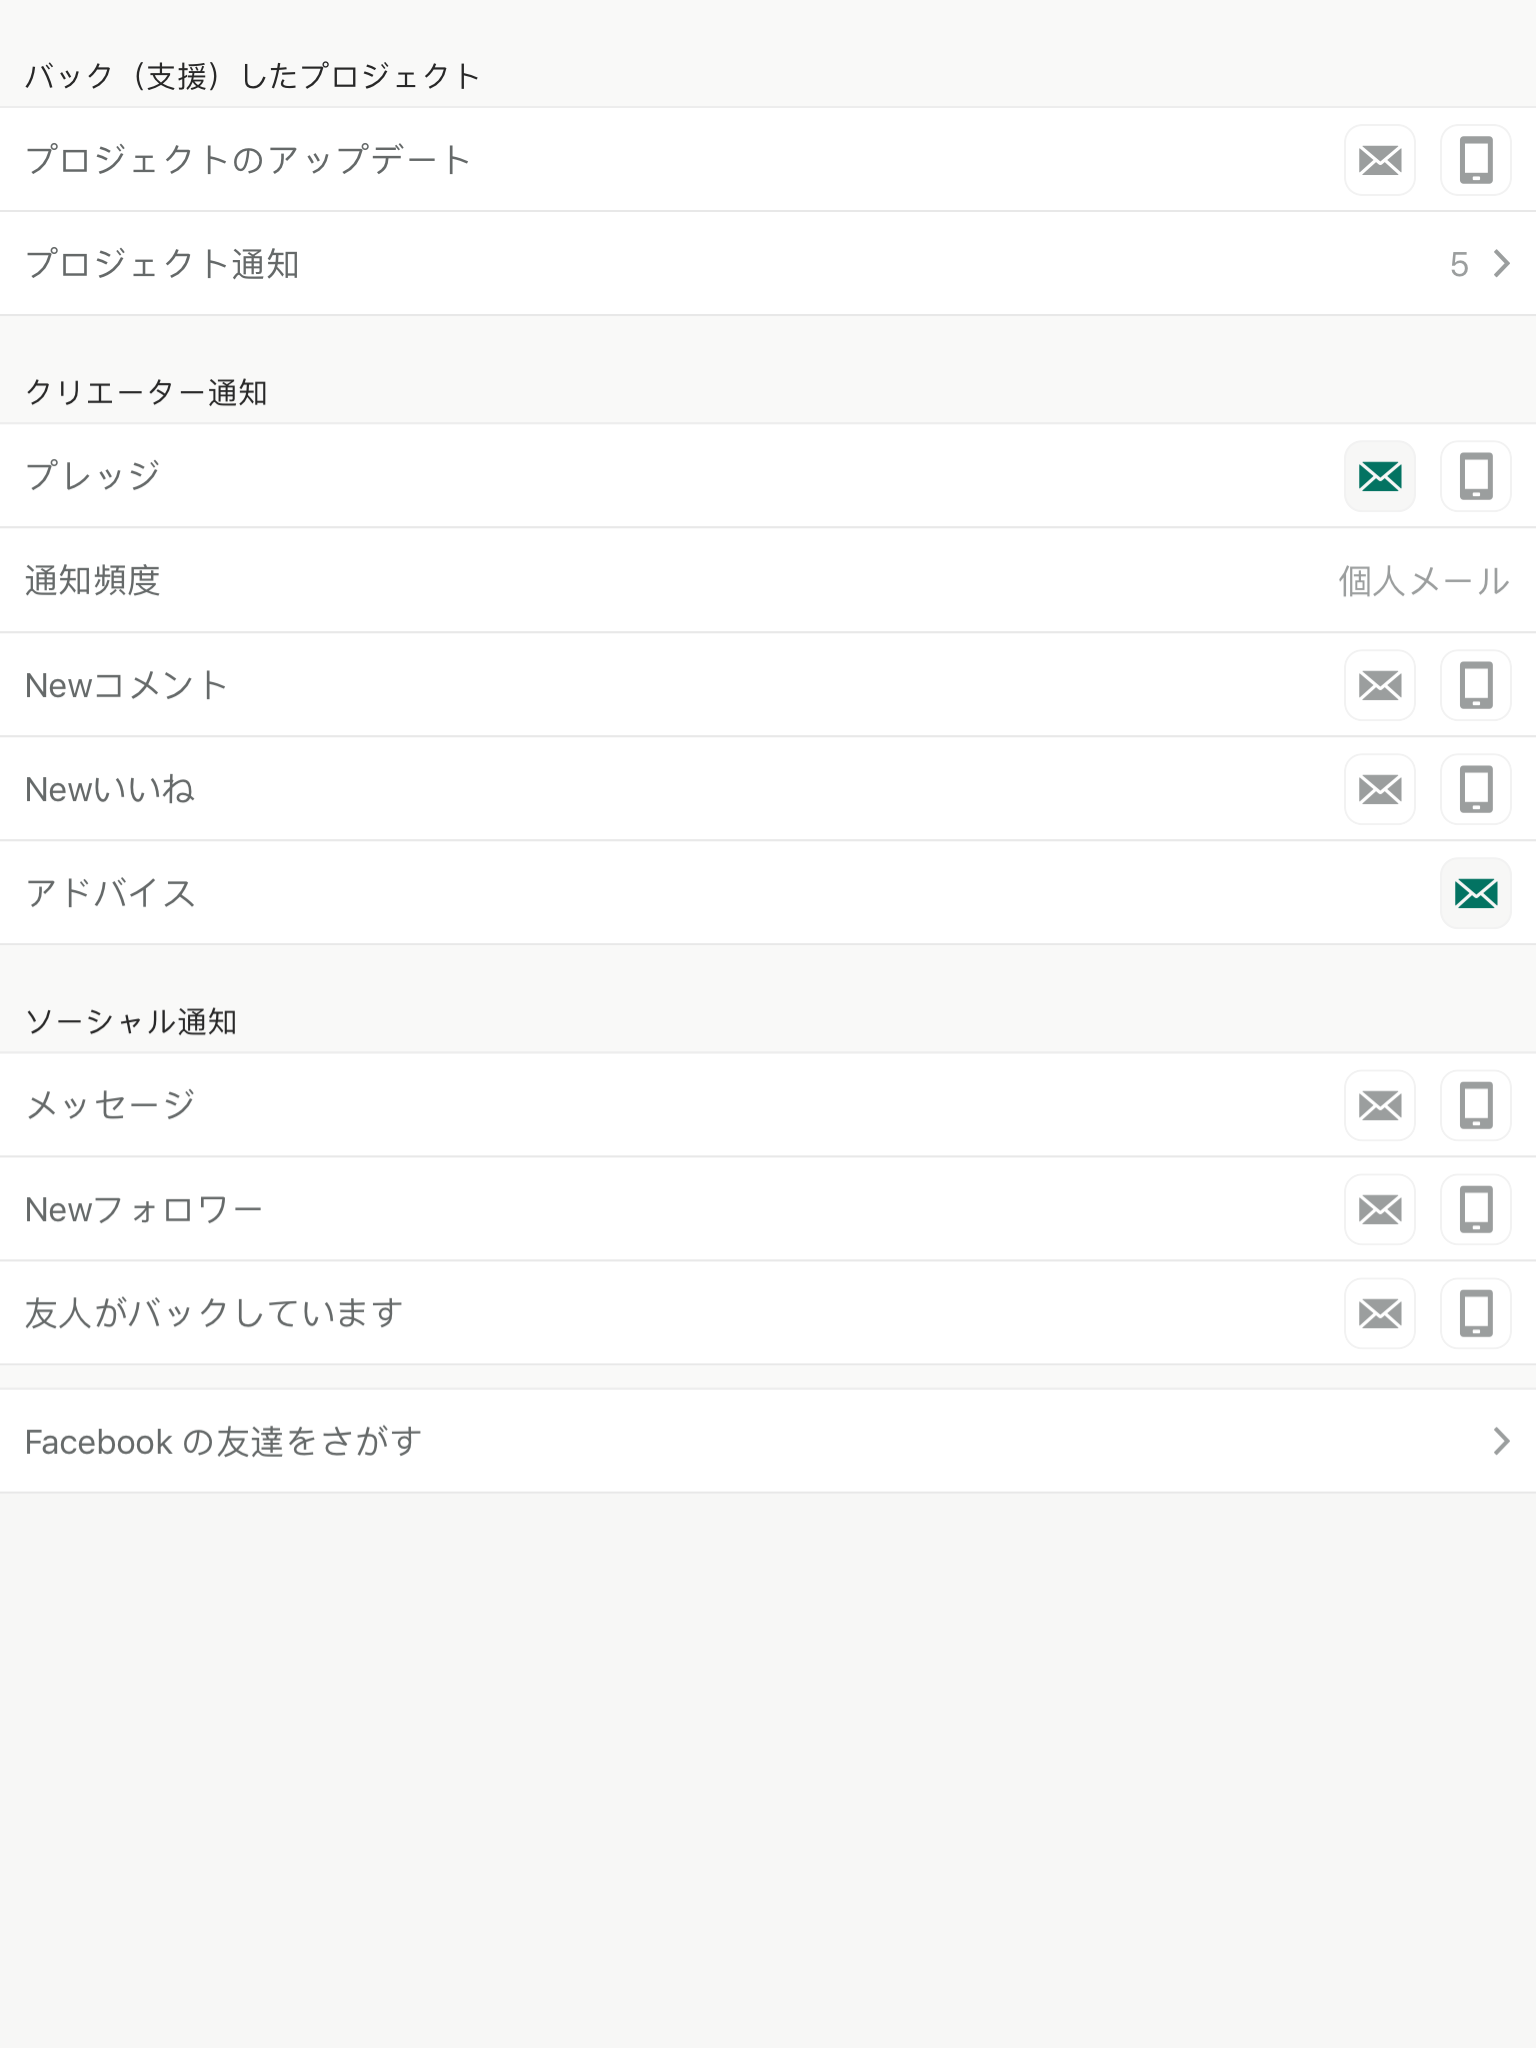 バック（支援）したプロジェクト
プロジェクトのアップデート
プロジェクト通知 5
クリエーター通知
プレッジ
通知頻度 個人メール
Newコメント
Newいいね
アドバイス
ソーシャル通知
メッセージ
Newフォロワー
友人がバックしています
Facebook の友達をさがす